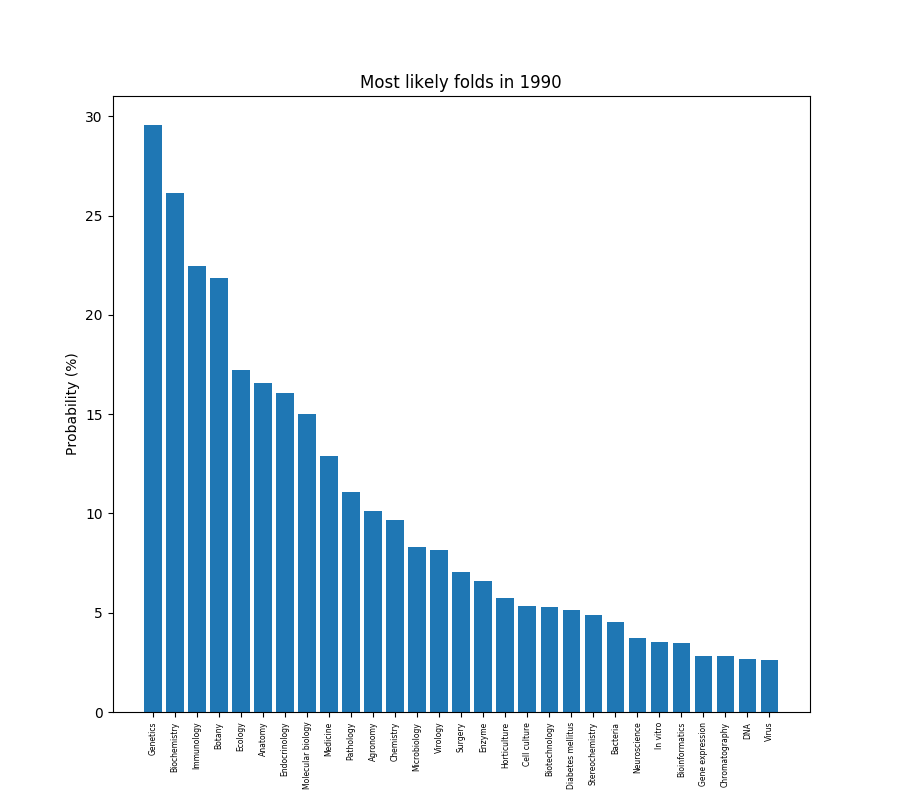 Most likely folds in 1990
Probability (%)
30
25
20
15
10
5
0
Genetics
Biochemistry
Immunology
Botany
Ecology
Anatomy
Endocrinology
Molecular biology
Medicine
Pathology
Agronomy
Chemistry
Microbiology
Virology
Surgery
Enzyme
Horticulture
Cell culture
Biotechnology
Diabetes mellitus
Stereochemistry
Bacteria
Neuroscience
In vitro
Bioinformatics
Gene expression
Chromatography
DNA
Virus